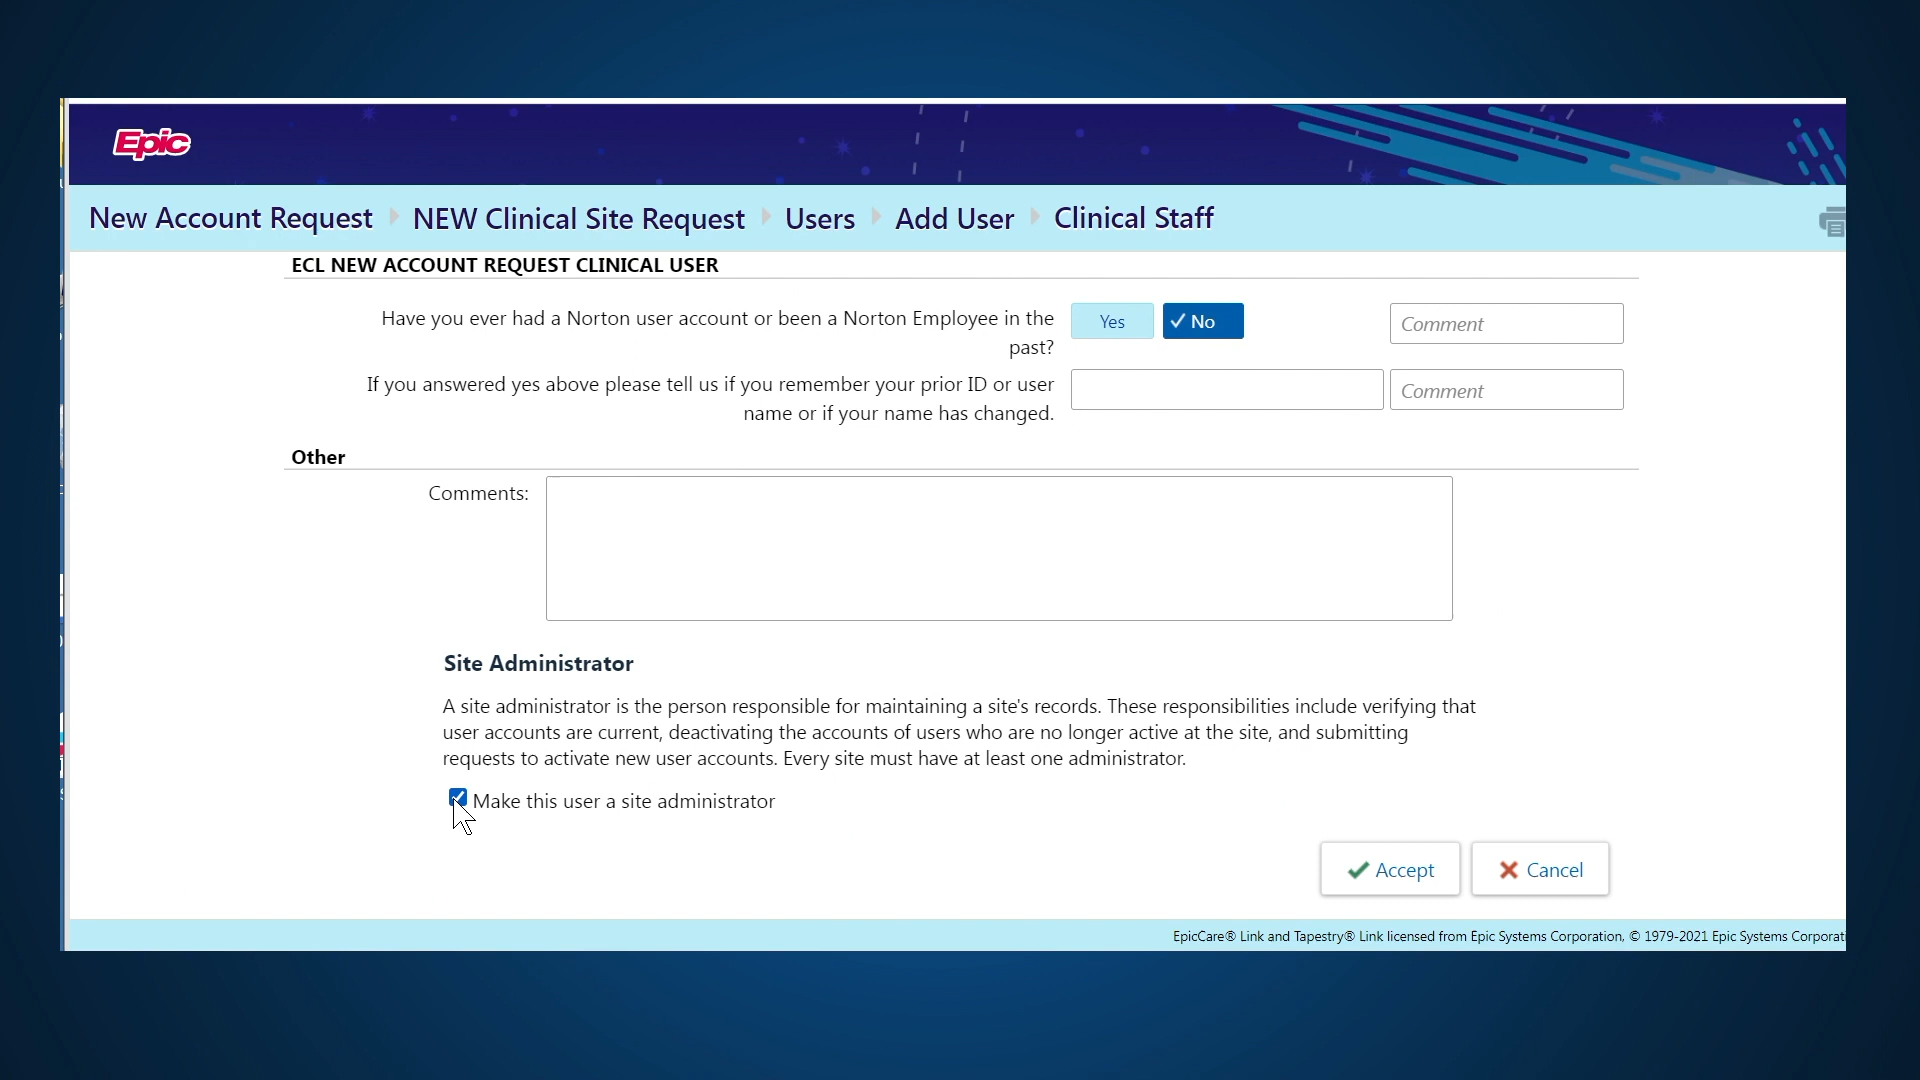 Epic
New Account Request NEW Clinical Site Request Users Add User Clinical Staff
ECL NEW ACCOUNT REQUEST CLINICAL USER
Have you ever had a Norton user account or been a Norton Employee in the
past?
Yes
No
Comment
If you answered yes above please tell us if you remember your prior ID or user
name or if your name has changed.
Comment
Other
Comments:
Site Administrator
A site administrator is the person responsible for maintaining a site's records. These responsibilities include verifying that
user accounts are current, deactivating the accounts of users who are no longer active at the site, and submitting
requests to activate new user accounts. Every site must have at least one administrator.
Make this user a site administrator
Accept
Cancel
EpicCare® Link and Tapestry® Link licensed from Epic Systems Corporation, © 1979-2021 Epic Systems Corporati